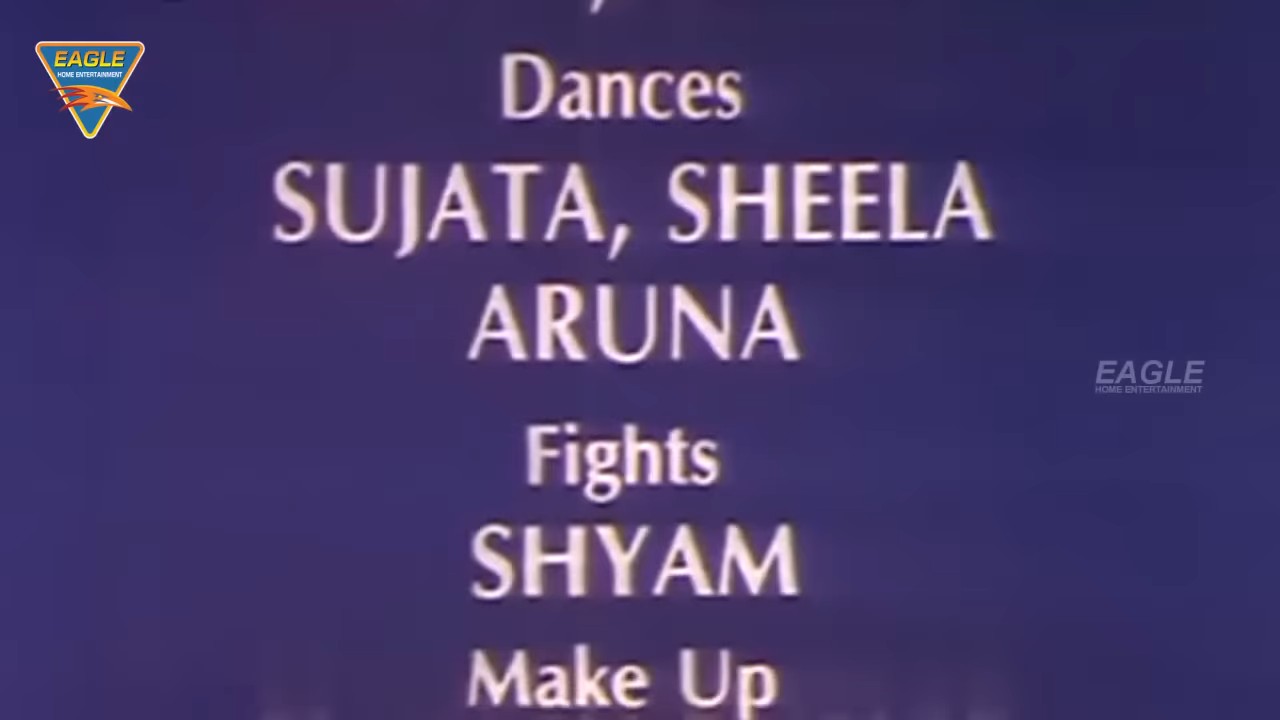 EAGLE
HOME ENTERTAINMENT
Dances
SUJATA, SHEELA
ARUNA
EAGLE
HOME ENTERTAINMENT
Fights
SHYAM
Make Up